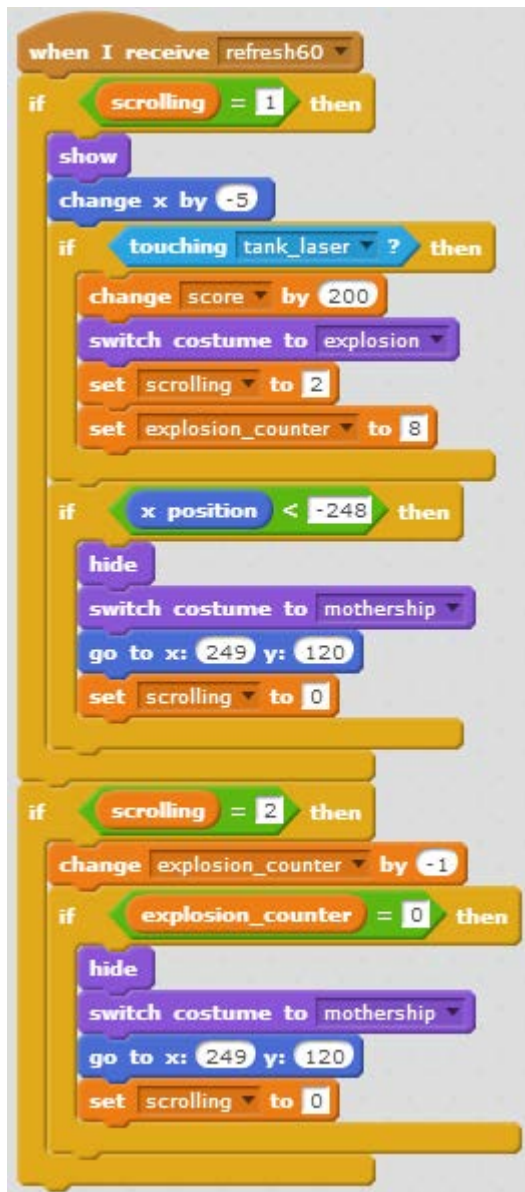 when I receive refresh60
if scrolling = 1 then
show
change x by -5
if touching tank_laser ? then
change score by 200
switch costume to explosion
set scrolling to 2
set explosion_counter to 8
if x position < -248 then
hide
switch costume to mothership
go to x: 249 y: 120
set scrolling to 0
if scrolling = 2 then
change explosion_counter by -1
if explosion_counter = 0 then
hide
switch costume to mothership
go to x: 249 y: 120
set scrolling to 0